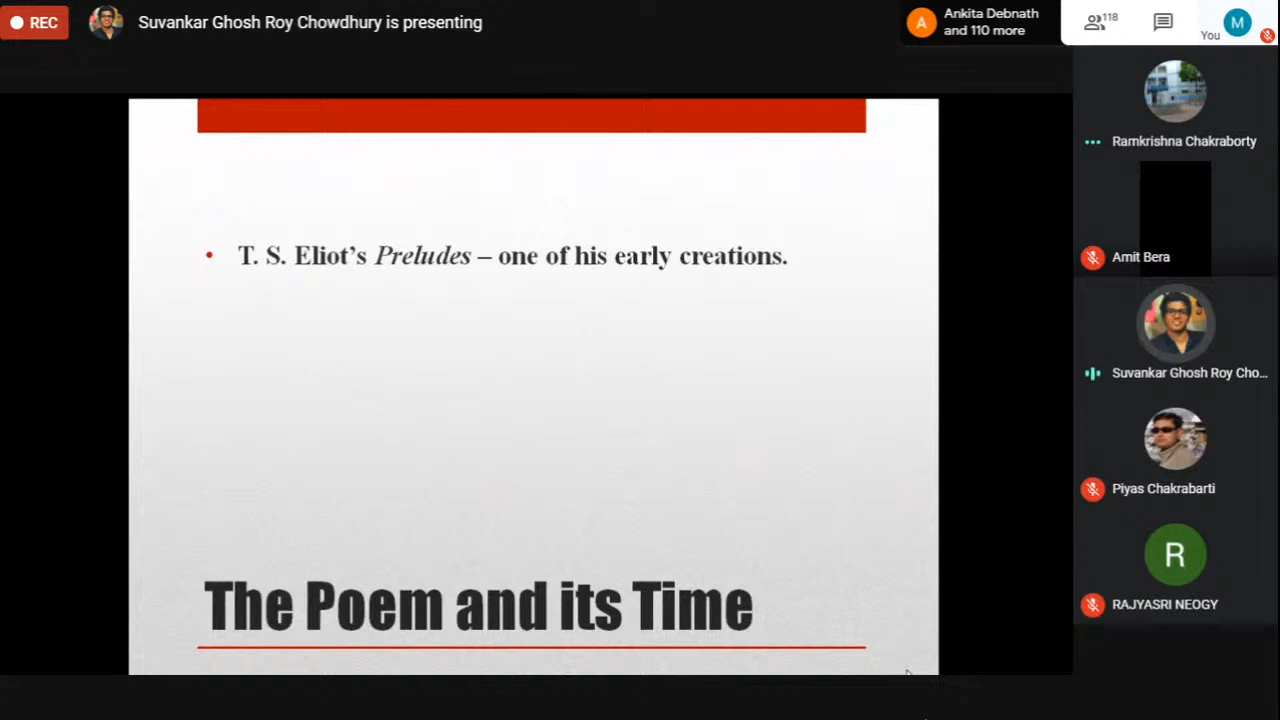 REC
Suvankar Ghosh Roy Chowdhury is presenting
A
Ankita Debnath
and 110 more
118
You
M
Ramkrishna Chakraborty
Amit Bera
Suvankar Ghosh Roy Cho...
Piyas Chakrabarti
R
RAJYASRI NEOGY
• T. S. Eliot’s Preludes – one of his early creations.
The Poem and its Time